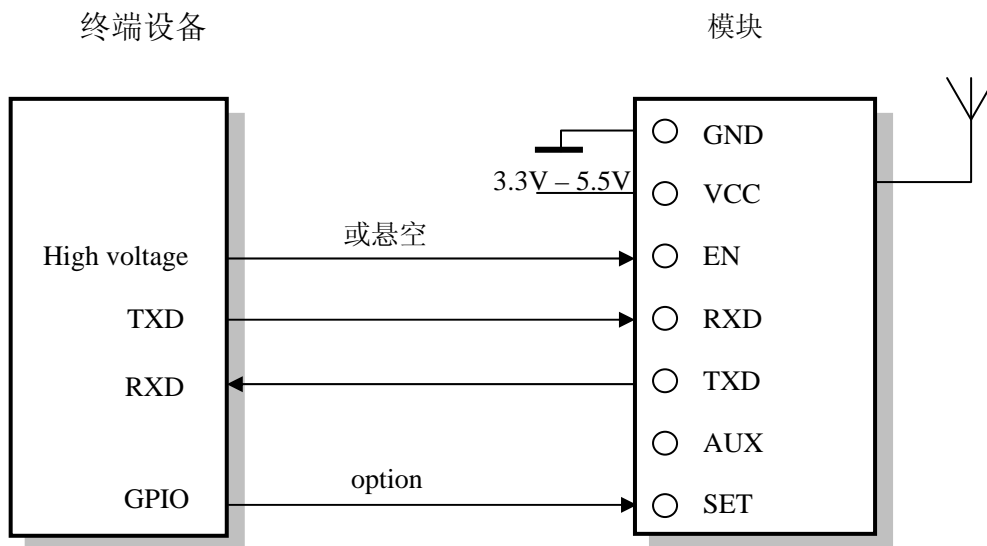 终端设备
模块
GND
3.3V – 5.5V
VCC
或悬空
High voltage
EN
TXD
RXD
RXD
TXD
AUX
option
GPIO
SET